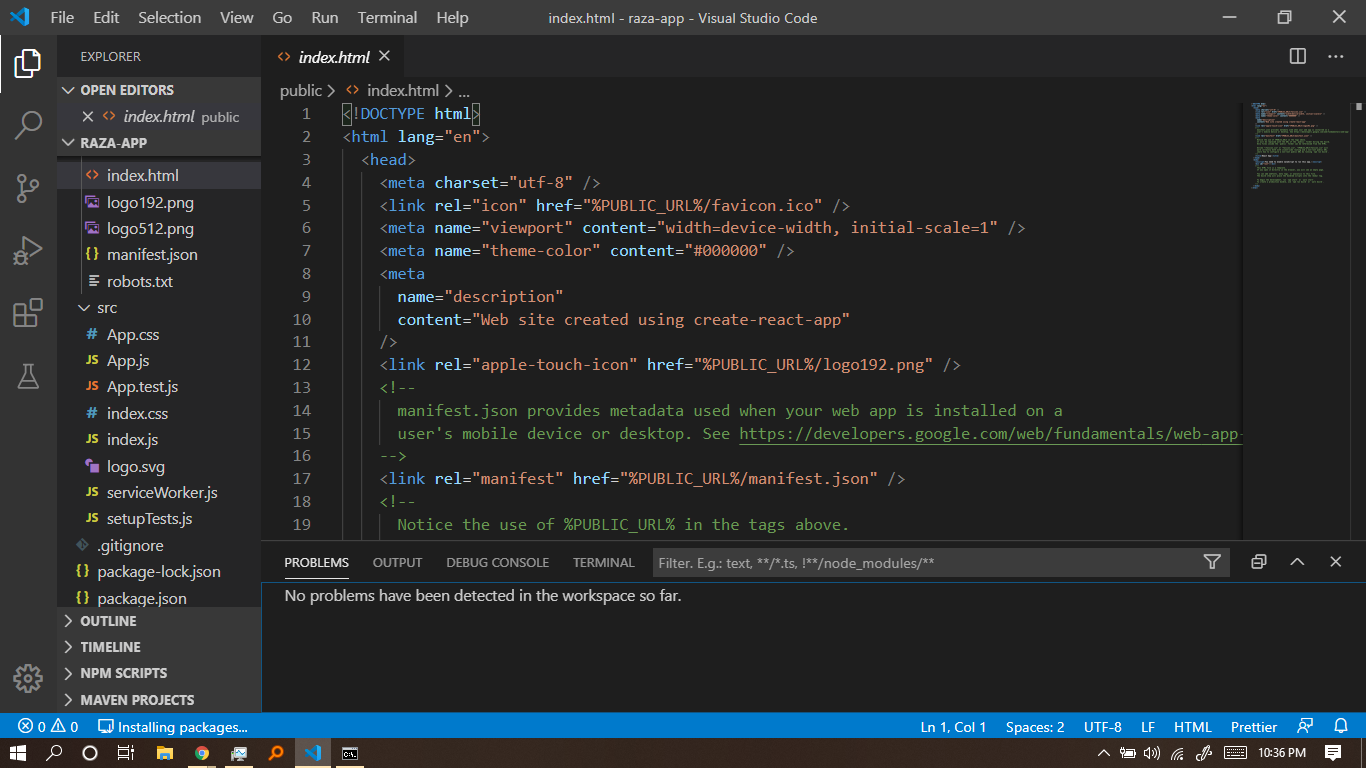 File Edit Selection View Go Run Terminal Help
index.html - raza-app - Visual Studio Code
EXPLORER
OPEN EDITORS
index.html public
RAZA-APP
index.html
logo192.png
logo512.png
manifest.json
robots.txt
src
App.css
App.js
App.test.js
index.css
index.js
logo.svg
serviceWorker.js
setupTests.js
.gitignore
package-lock.json
package.json
OUTLINE
TIMELINE
NPM SCRIPTS
MAVEN PROJECTS
index.html
public > index.html > ...
1 <!DOCTYPE html>
2 <html lang="en">
3 <head>
4 <meta charset="utf-8" />
5 <link rel="icon" href="%PUBLIC_URL%/favicon.ico" />
6 <meta name="viewport" content="width=device-width, initial-scale=1" />
7 <meta name="theme-color" content="#000000" />
8 <meta
9 name="description"
10 content="Web site created using create-react-app"
11 />
12 <link rel="apple-touch-icon" href="%PUBLIC_URL%/logo192.png" />
13 <!--
14 manifest.json provides metadata used when your web app is installed on a
15 user's mobile device or desktop. See https://developers.google.com/web/fundamentals/web-app-
16 -->
17 <link rel="manifest" href="%PUBLIC_URL%/manifest.json" />
18 <!--
19 Notice the use of %PUBLIC_URL% in the tags above.
PROBLEMS OUTPUT DEBUG CONSOLE TERMINAL Filter. E.g.: text, **/*.ts, !**/node_modules/**
No problems have been detected in the workspace so far.
0 0 Installing packages... Ln 1, Col 1 Spaces: 2 UTF-8 LF HTML Prettier
10:36 PM